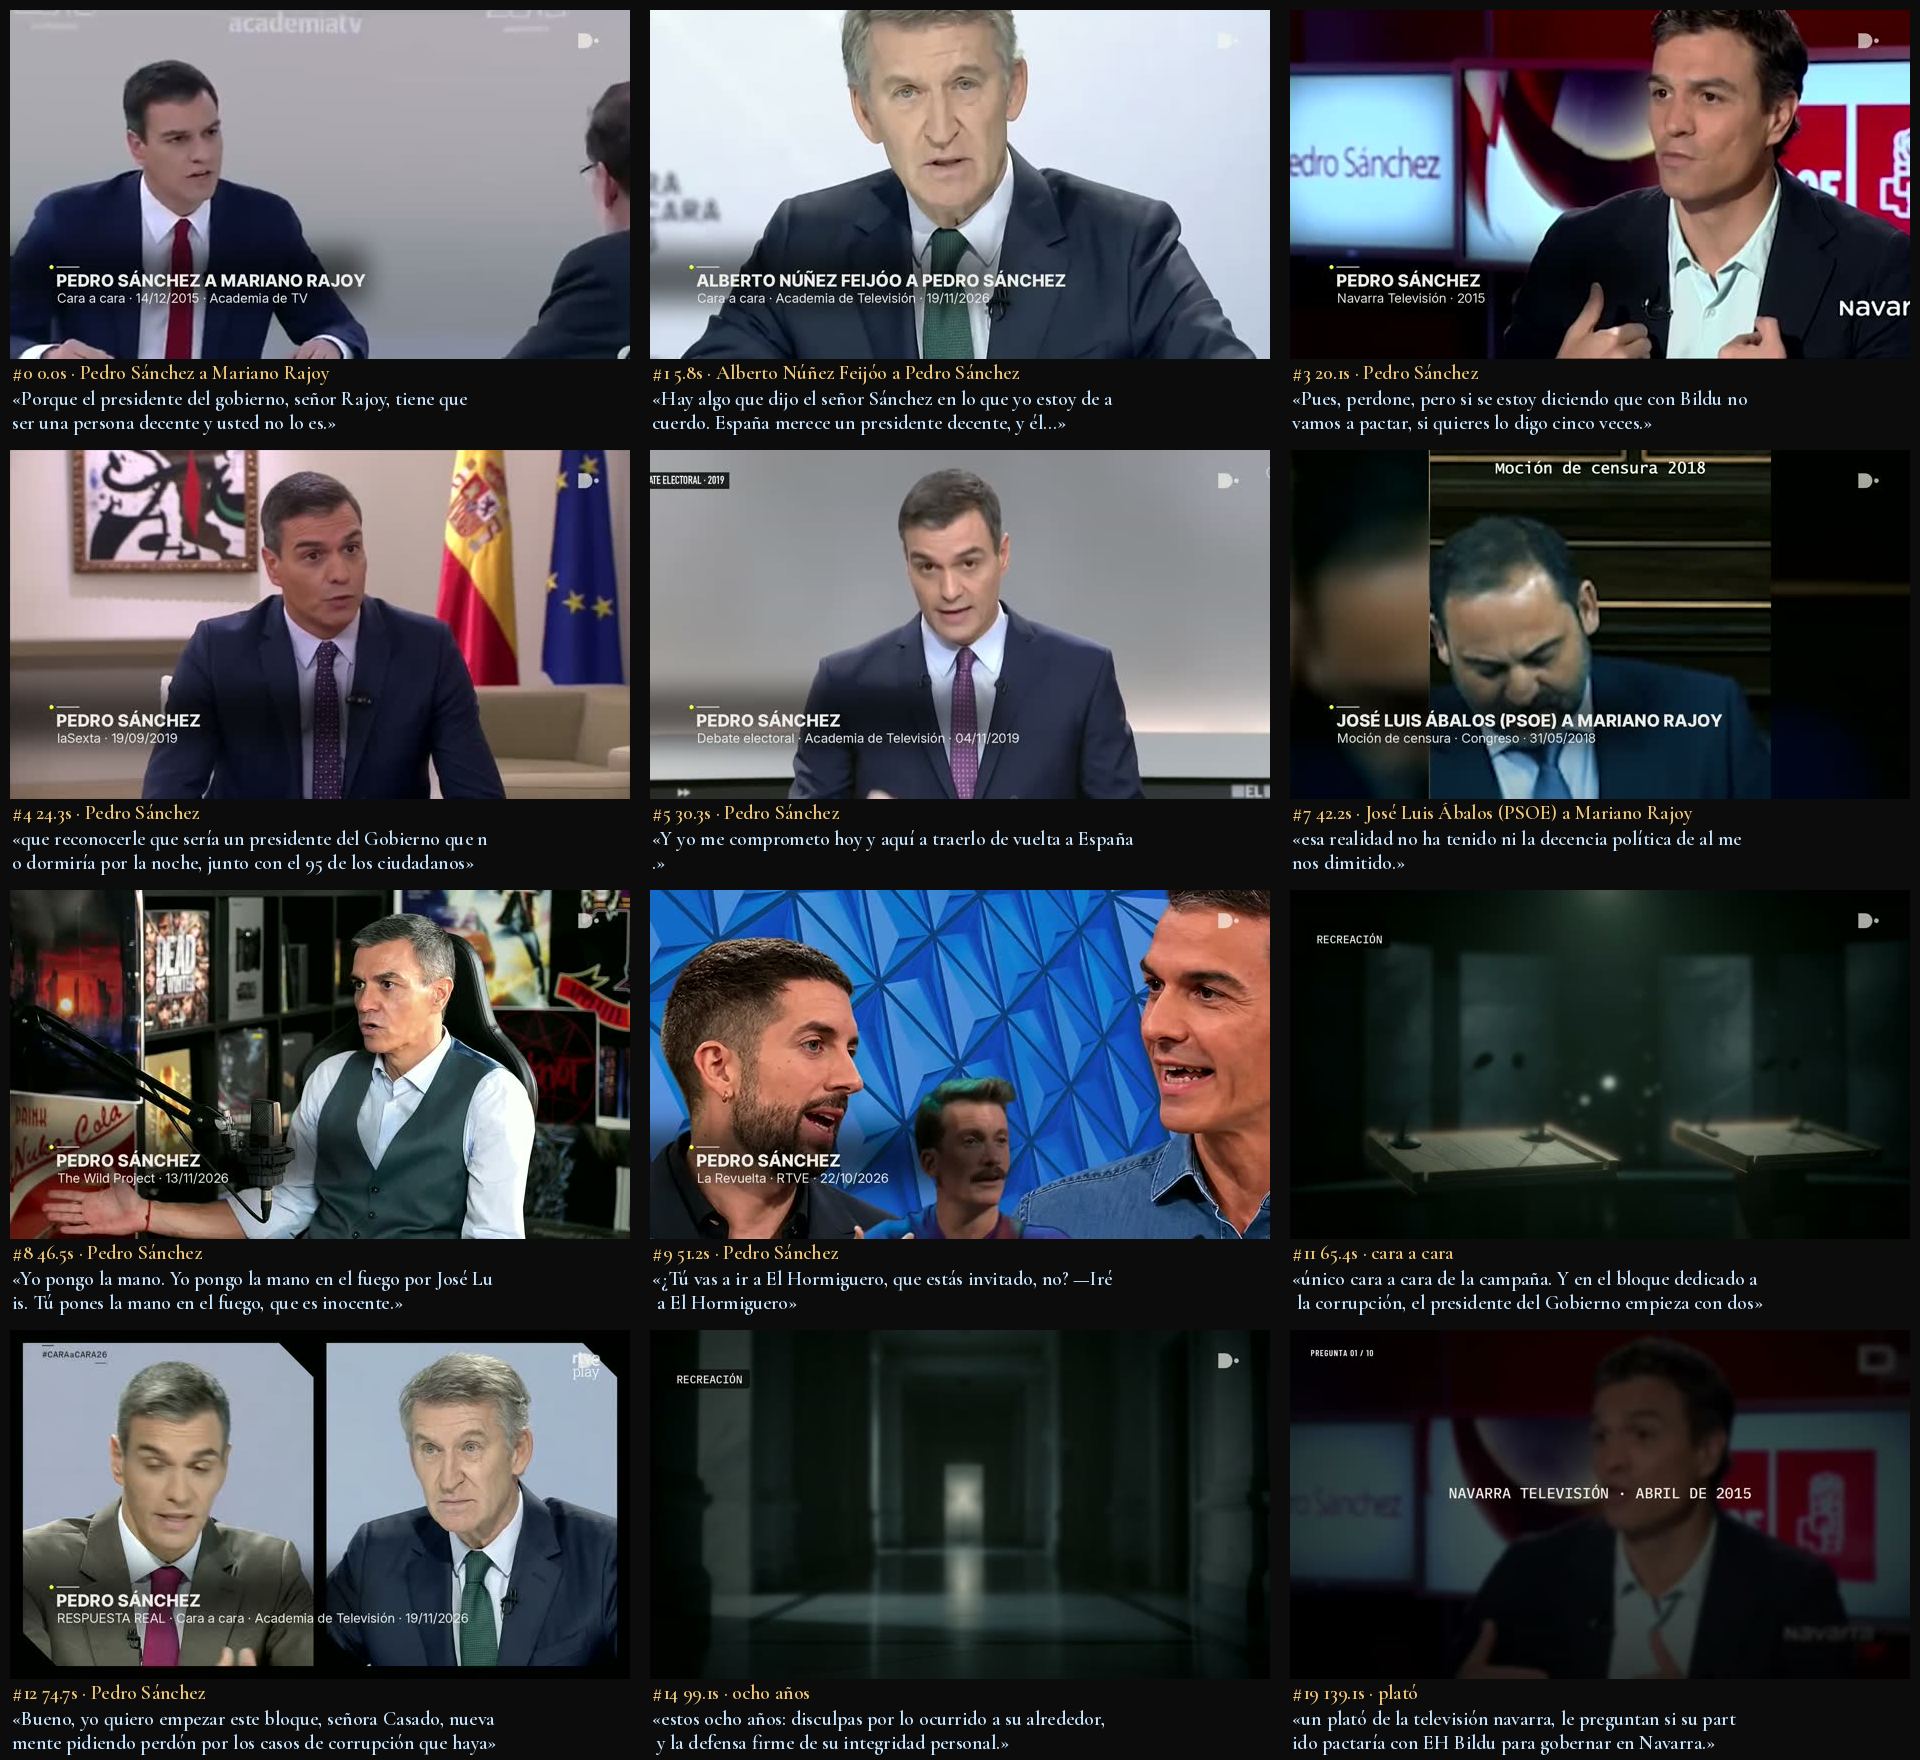 academiatv
PEDRO SÁNCHEZ A MARIANO RAJOY
Cara a cara · 14/12/2015 · Academia de TV
#0 0.0s · Pedro Sánchez a Mariano Rajoy
«Porque el presidente del gobierno, señor Rajoy, tiene que
ser una persona decente y usted no lo es.»
RA
CARA
ALBERTO NÚÑEZ FEIJÓO A PEDRO SÁNCHEZ
Cara a cara · Academia de Televisión · 19/11/2026
#1 5.8s · Alberto Núñez Feijóo a Pedro Sánchez
«Hay algo que dijo el señor Sánchez en lo que yo estoy de a
cuerdo. España merece un presidente decente, y él...»
edro Sánchez
OE
PEDRO SÁNCHEZ
Navarra Televisión · 2015
Navar
#3 20.1s · Pedro Sánchez
«Pues, perdone, pero si se estoy diciendo que con Bildu no
vamos a pactar, si quieres lo digo cinco veces.»
PEDRO SÁNCHEZ
laSexta · 19/09/2019
#4 24.3s · Pedro Sánchez
«que reconocerle que sería un presidente del Gobierno que n
o dormiría por la noche, junto con el 95 de los ciudadanos»
ATE ELECTORAL · 2019
PEDRO SÁNCHEZ
Debate electoral · Academia de Televisión · 04/11/2019
EL
#5 30.3s · Pedro Sánchez
«Y yo me comprometo hoy y aquí a traerlo de vuelta a España
.»
Moción de censura 2018
JOSÉ LUIS ÁBALOS (PSOE) A MARIANO RAJOY
Moción de censura · Congreso · 31/05/2018
#7 42.2s · José Luis Ábalos (PSOE) a Mariano Rajoy
«esa realidad no ha tenido ni la decencia política de al me
nos dimitido.»
DEAD
OF WINTER
DRINK
Nuka Cola
PEDRO SÁNCHEZ
The Wild Project · 13/11/2026
#8 46.5s · Pedro Sánchez
«Yo pongo la mano. Yo pongo la mano en el fuego por José Lu
is. Tú pones la mano en el fuego, que es inocente.»
PEDRO SÁNCHEZ
La Revuelta · RTVE · 22/10/2026
#9 51.2s · Pedro Sánchez
«¿Tú vas a ir a El Hormiguero, que estás invitado, no? —Iré
a El Hormiguero»
RECREACIÓN
#11 65.4s · cara a cara
«único cara a cara de la campaña. Y en el bloque dedicado a
la corrupción, el presidente del Gobierno empieza con dos»
#CARAaCARA26
rtve
play
PEDRO SÁNCHEZ
RESPUESTA REAL · Cara a cara · Academia de Televisión · 19/11/2026
#12 74.7s · Pedro Sánchez
«Bueno, yo quiero empezar este bloque, señora Casado, nueva
mente pidiendo perdón por los casos de corrupción que haya»
RECREACIÓN
#14 99.1s · ocho años
«estos ocho años: disculpas por lo ocurrido a su alrededor,
y la defensa firme de su integridad personal.»
PREGUNTA 01 / 10
NAVARRA TELEVISIÓN · ABRIL DE 2015
Navarra
#19 139.1s · plató
«un plató de la televisión navarra, le preguntan si su part
ido pactaría con EH Bildu para gobernar en Navarra.»